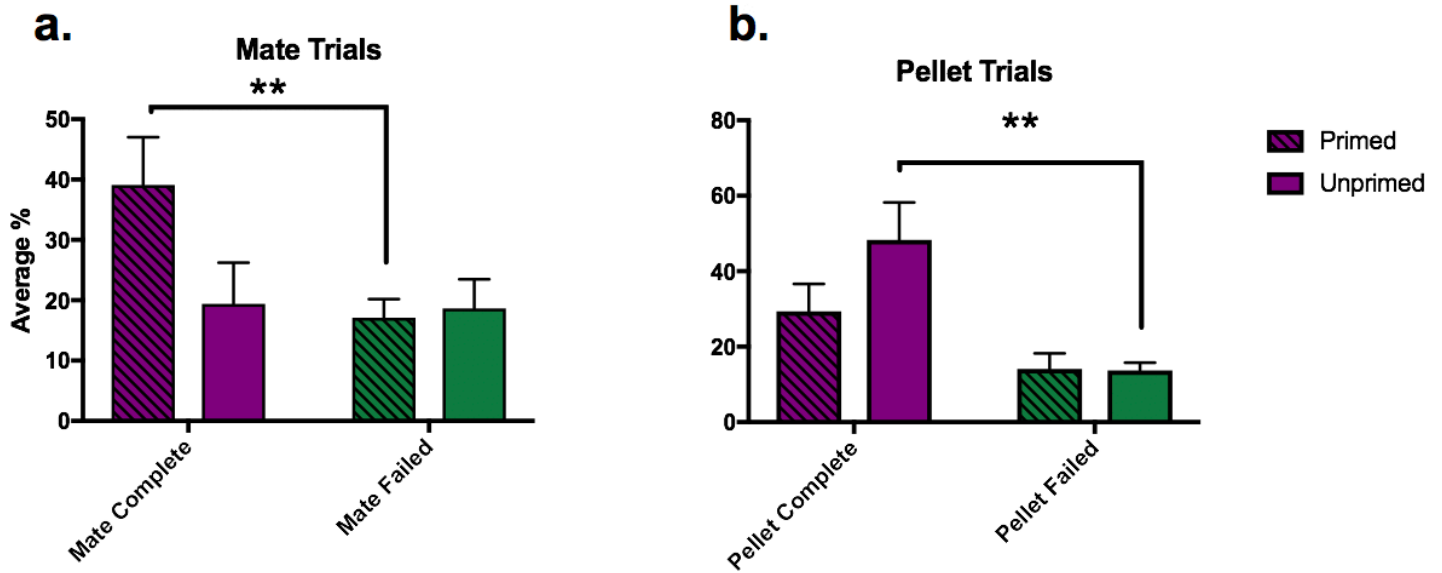 a.
Mate Trials
**
Average %
50
40
30
20
10
0
Mate Complete
Mate Failed
b.
Pellet Trials
**
80
60
40
20
0
Pellet Complete
Pellet Failed
Primed
Unprimed